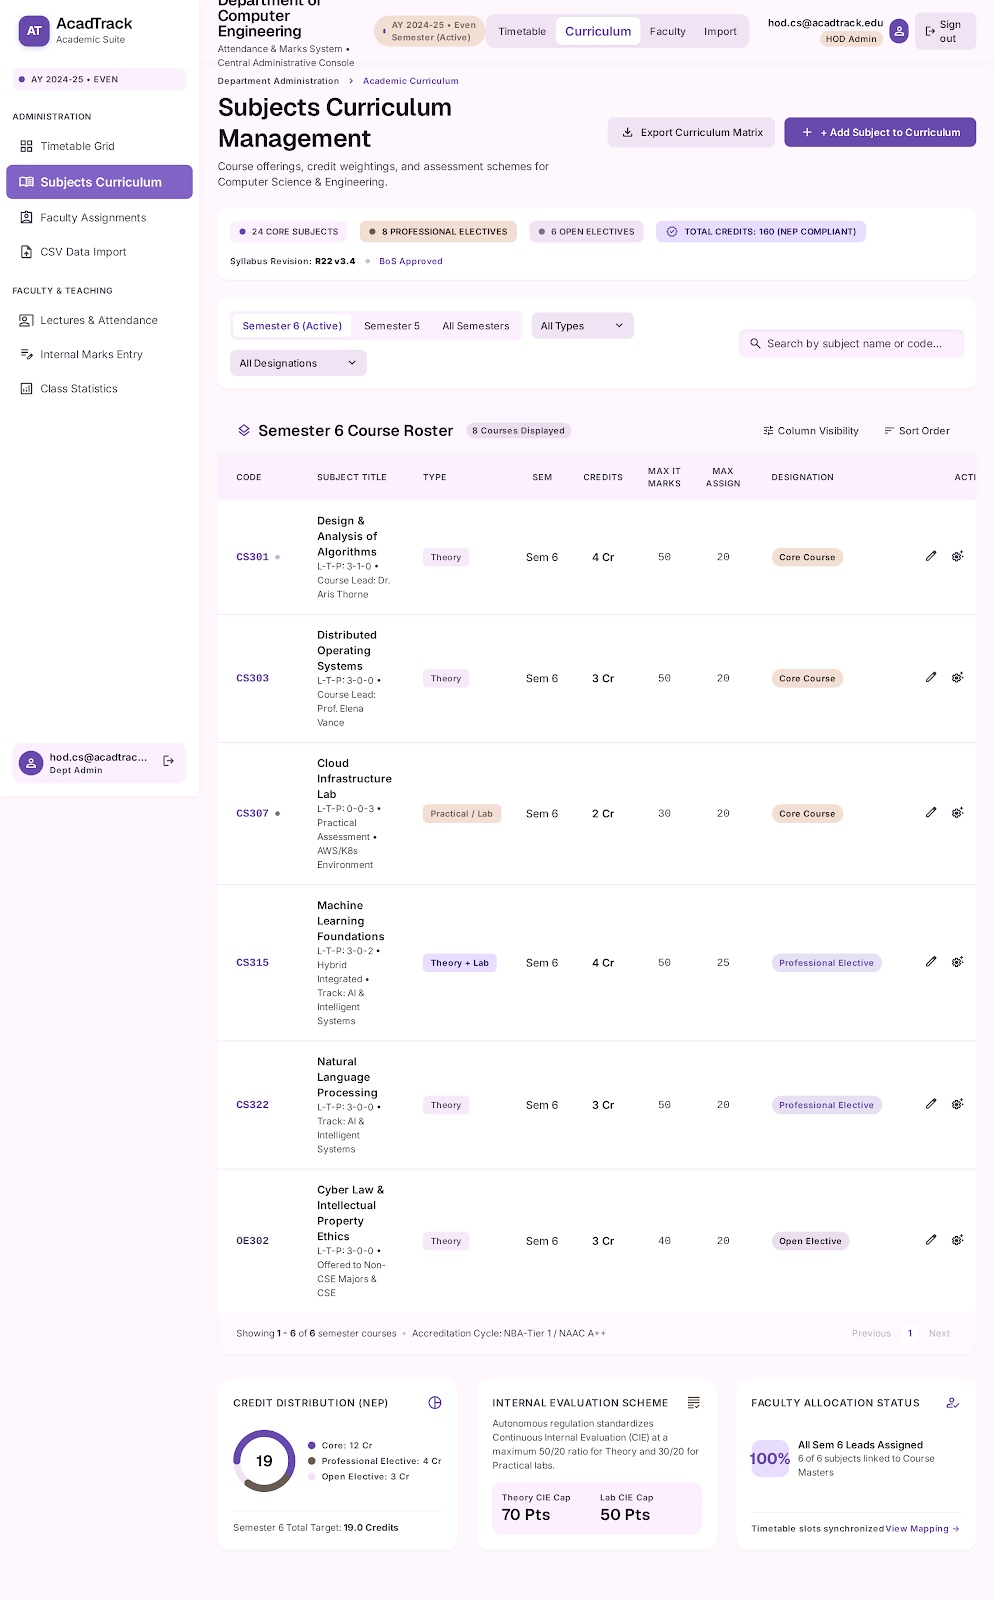 AT
AcadTrack
Academic Suite
AY 2024-25 • EVEN
ADMINISTRATION
Timetable Grid
Subjects Curriculum
Faculty Assignments
CSV Data Import
FACULTY & TEACHING
Lectures & Attendance
Internal Marks Entry
Class Statistics
hod.cs@acadtrac...
Dept Admin
Department of
Computer
Engineering
Attendance & Marks System •
Central Administrative Console
AY 2024-25 • Even
Semester (Active)
Timetable
Curriculum
Faculty
Import
hod.cs@acadtrack.edu
HOD Admin
Sign
out
Department Administration > Academic Curriculum
Subjects Curriculum
Management
Course offerings, credit weightings, and assessment schemes for
Computer Science & Engineering.
Export Curriculum Matrix
+ + Add Subject to Curriculum
24 CORE SUBJECTS
8 PROFESSIONAL ELECTIVES
6 OPEN ELECTIVES
TOTAL CREDITS: 160 (NEP COMPLIANT)
Syllabus Revision: R22 v3.4 • BoS Approved
Semester 6 (Active)
Semester 5
All Semesters
All Types
All Designations
Search by subject name or code...
Semester 6 Course Roster
8 Courses Displayed
Column Visibility
Sort Order
CODE
SUBJECT TITLE
TYPE
SEM
CREDITS
MAX IT
MARKS
MAX
ASSIGN
DESIGNATION
ACTI
CS301
Design &
Analysis of
Algorithms
L-T-P: 3-1-0 •
Course Lead: Dr.
Aris Thorne
Theory
Sem 6
4 Cr
50
20
Core Course
CS303
Distributed
Operating
Systems
L-T-P: 3-0-0 •
Course Lead:
Prof. Elena
Vance
Theory
Sem 6
3 Cr
50
20
Core Course
CS307
Cloud
Infrastructure
Lab
L-T-P: 0-0-3 •
Practical
Assessment •
AWS/K8s
Environment
Practical / Lab
Sem 6
2 Cr
30
20
Core Course
CS315
Machine
Learning
Foundations
L-T-P: 3-0-2 •
Hybrid
Integrated •
Track: AI &
Intelligent
Systems
Theory + Lab
Sem 6
4 Cr
50
25
Professional Elective
CS322
Natural
Language
Processing
L-T-P: 3-0-0 •
Track: AI &
Intelligent
Systems
Theory
Sem 6
3 Cr
50
20
Professional Elective
OE302
Cyber Law &
Intellectual
Property
Ethics
L-T-P: 3-0-0 •
Offered to Non-
CSE Majors &
CSE
Theory
Sem 6
3 Cr
40
20
Open Elective
Showing 1 - 6 of 6 semester courses • Accreditation Cycle: NBA-Tier 1 / NAAC A++
Previous 1 Next
CREDIT DISTRIBUTION (NEP)
19
Core: 12 Cr
Professional Elective: 4 Cr
Open Elective: 3 Cr
Semester 6 Total Target: 19.0 Credits
INTERNAL EVALUATION SCHEME
Autonomous regulation standardizes
Continuous Internal Evaluation (CIE) at a
maximum 50/20 ratio for Theory and 30/20 for
Practical labs.
Theory CIE Cap
70 Pts
Lab CIE Cap
50 Pts
FACULTY ALLOCATION STATUS
100%
All Sem 6 Leads Assigned
6 of 6 subjects linked to Course
Masters
Timetable slots synchronized View Mapping →